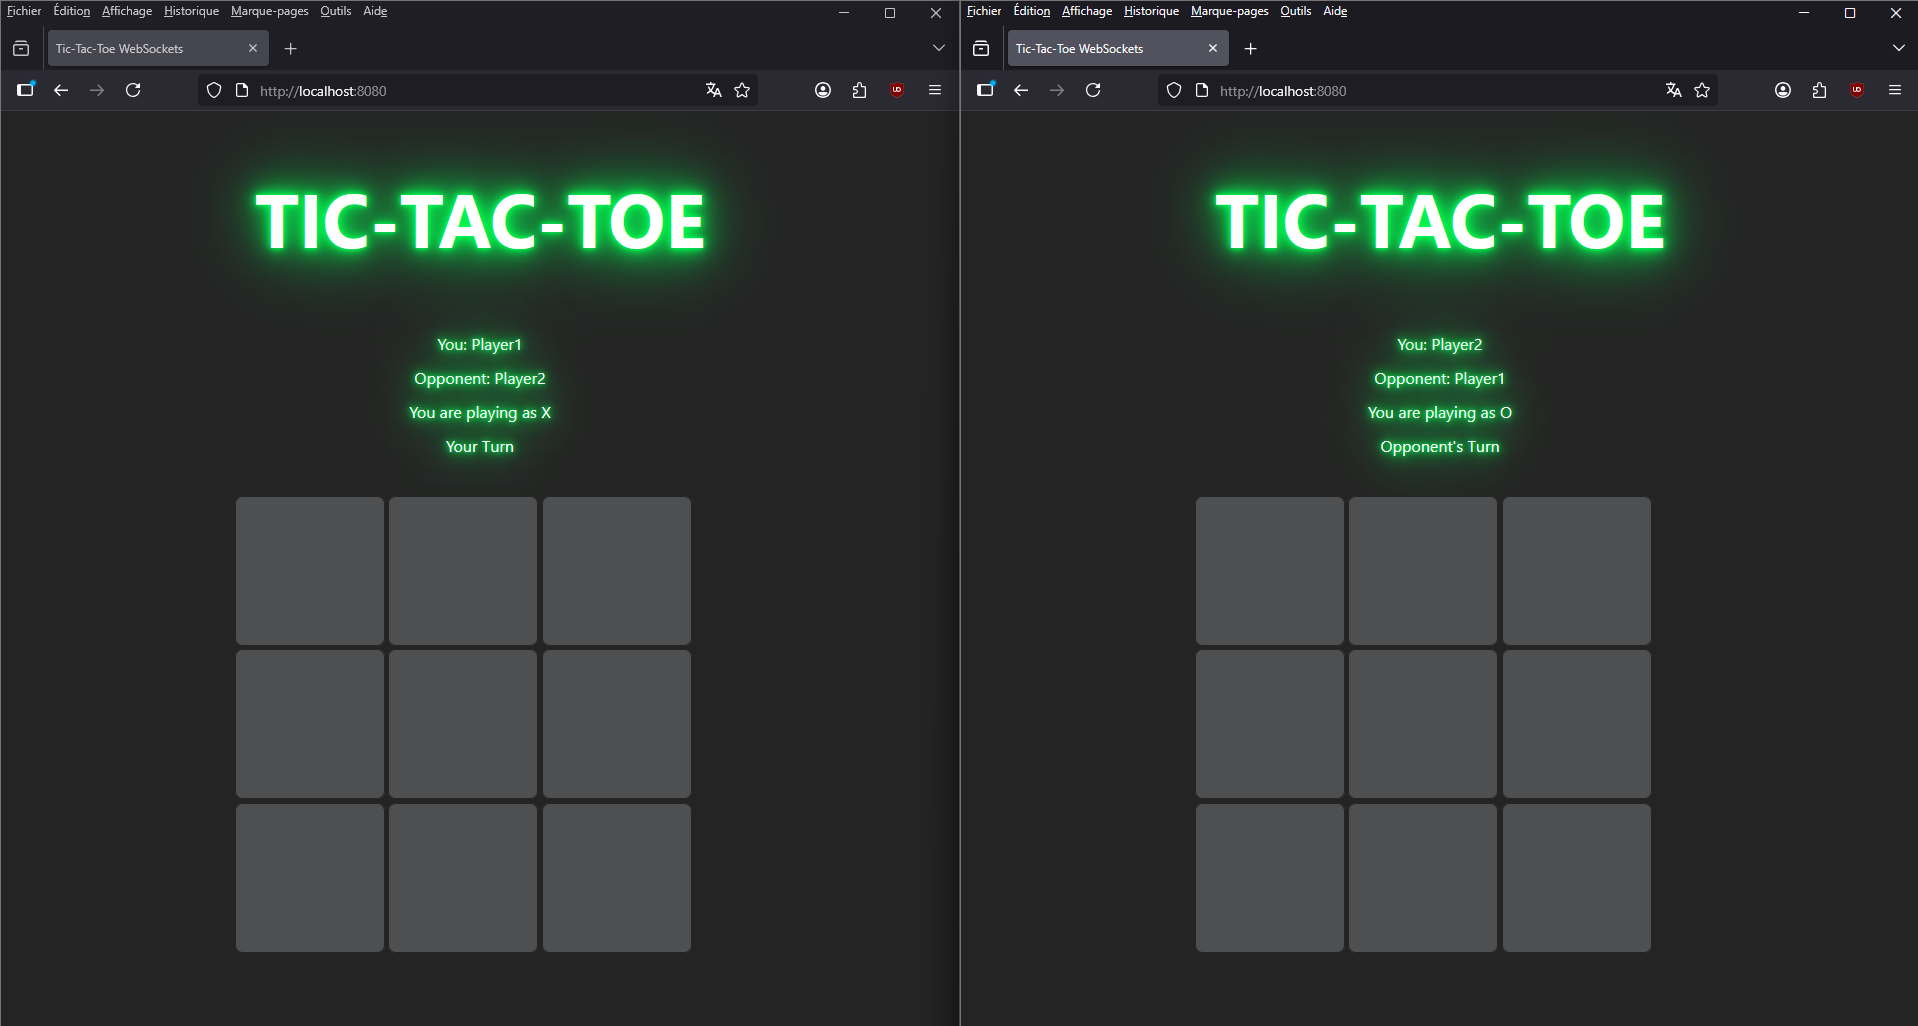 Fichier Édition Affichage Historique Marque-pages Outils Aide
Tic-Tac-Toe WebSockets
http://localhost:8080
TIC-TAC-TOE
You: Player1
Opponent: Player2
You are playing as X
Your Turn
Fichier Édition Affichage Historique Marque-pages Outils Aide
Tic-Tac-Toe WebSockets
http://localhost:8080
TIC-TAC-TOE
You: Player2
Opponent: Player1
You are playing as O
Opponent's Turn